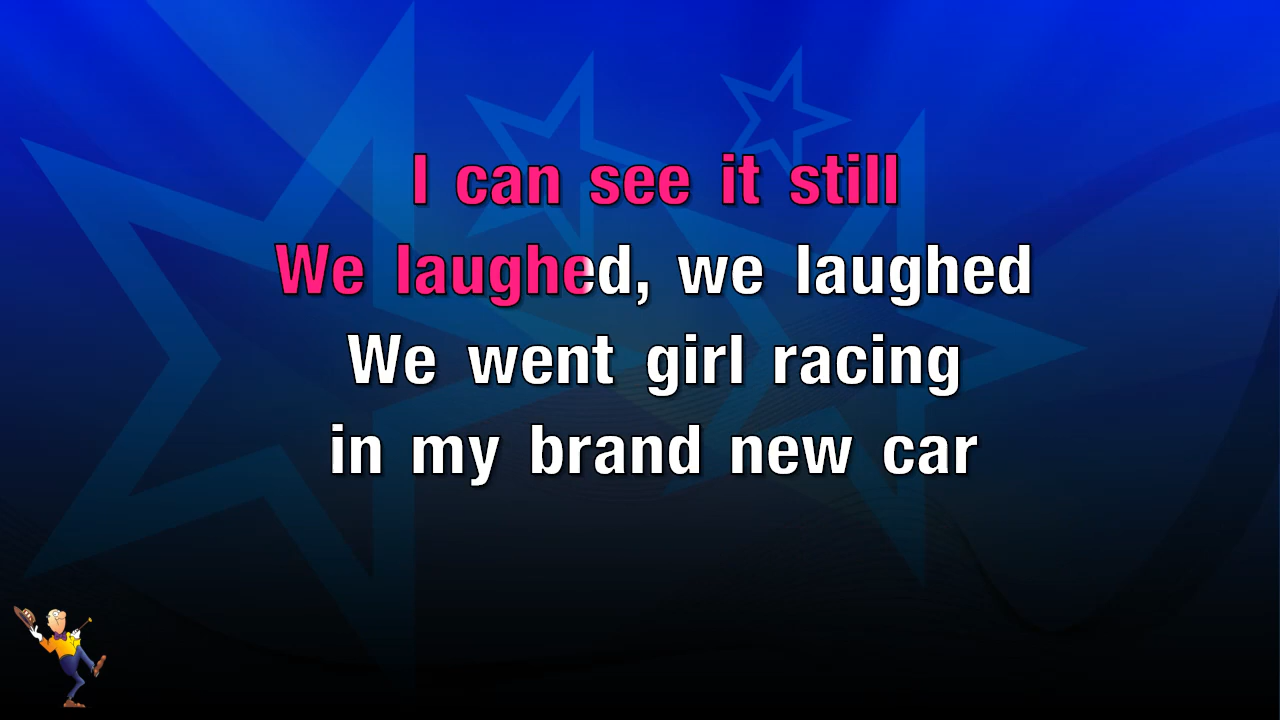 I can see it still
We laughed, we laughed
We went girl racing
in my brand new car